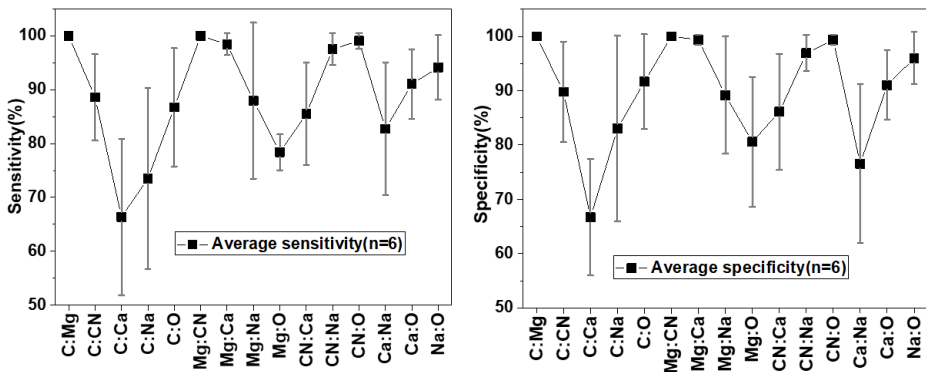 Sensitivity(%)
100
90
80
70
60
50
Average sensitivity(n=6)
C:Mg
C:CN
C:Ca
C:Na
C:O
Mg:CN
Mg:Ca
Mg:Na
Mg:O
CN:Ca
CN:Na
CN:O
Ca:Na
Ca:O
Na:O
Specificity(%)
100
90
80
70
60
50
Average specificity(n=6)
C:Mg
C:CN
C:Ca
C:Na
C:O
Mg:CN
Mg:Ca
Mg:Na
Mg:O
CN:Ca
CN:Na
CN:O
Ca:Na
Ca:O
Na:O